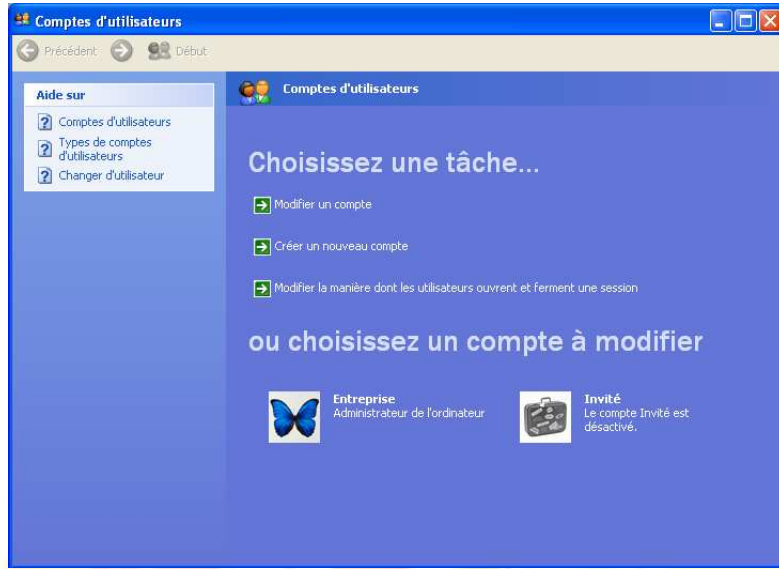 Comptes d'utilisateurs
Précédent
Début
Aide sur
Comptes d'utilisateurs
Types de comptes
d'utilisateurs
Changer d'utilisateur
Comptes d'utilisateurs
Choisissez une tâche...
Modifier un compte
Créer un nouveau compte
Modifier la manière dont les utilisateurs ouvrent et ferment une session
ou choisissez un compte à modifier
Entreprise
Administrateur de l'ordinateur
Invité
Le compte Invité est
désactivé.